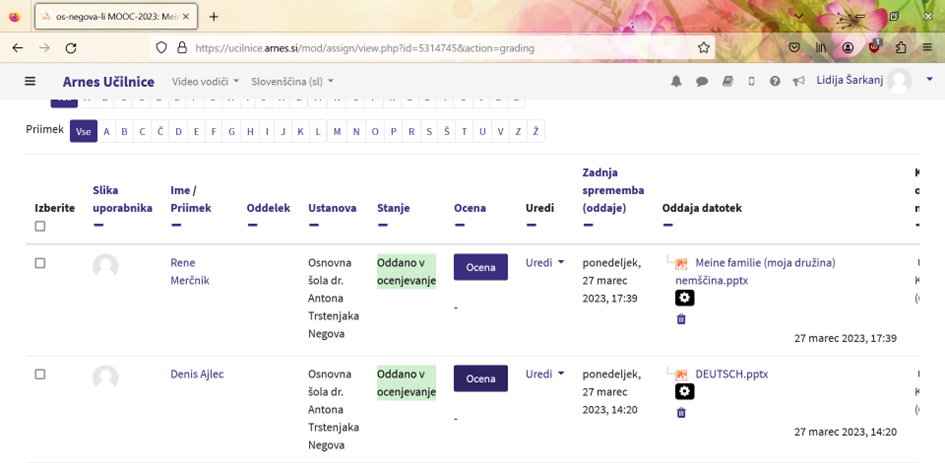 os-negova-li MOOC-2023: Mein
https://ucilnice.arnes.si/mod/assign/view.php?id=5314745&action=grading
Arnes Učilnice Video vodiči Slovenščina (sl) Lidija Šarkanj
Priimek Vse A B C Č D E F G H I J K L M N O P R S Š T U V Z Ž
Izberite Slika uporabnika Ime / Priimek Oddelek Ustanova Stanje Ocena Uredi Zadnja sprememba (oddaje) Oddaja datotek
Rene Merčnik
Osnovna šola dr. Antona Trstenjaka Negova
Oddano v ocenjevanje
Ocena
-
Uredi
ponedeljek, 27 marec 2023, 17:39
Meine familie (moja družina) nemščina.pptx
27 marec 2023, 17:39
Denis Ajlec
Osnovna šola dr. Antona Trstenjaka Negova
Oddano v ocenjevanje
Ocena
-
Uredi
ponedeljek, 27 marec 2023, 14:20
DEUTSCH.pptx
27 marec 2023, 14:20